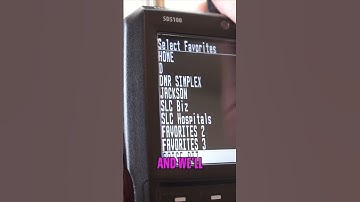 SDS100
Select Favorites
HOME
D
DMR SIMPLEX
JACKSON
SLC Biz
SLC Hospitals
FAVORITES 2
FAVORITES 3
AND WE'LL